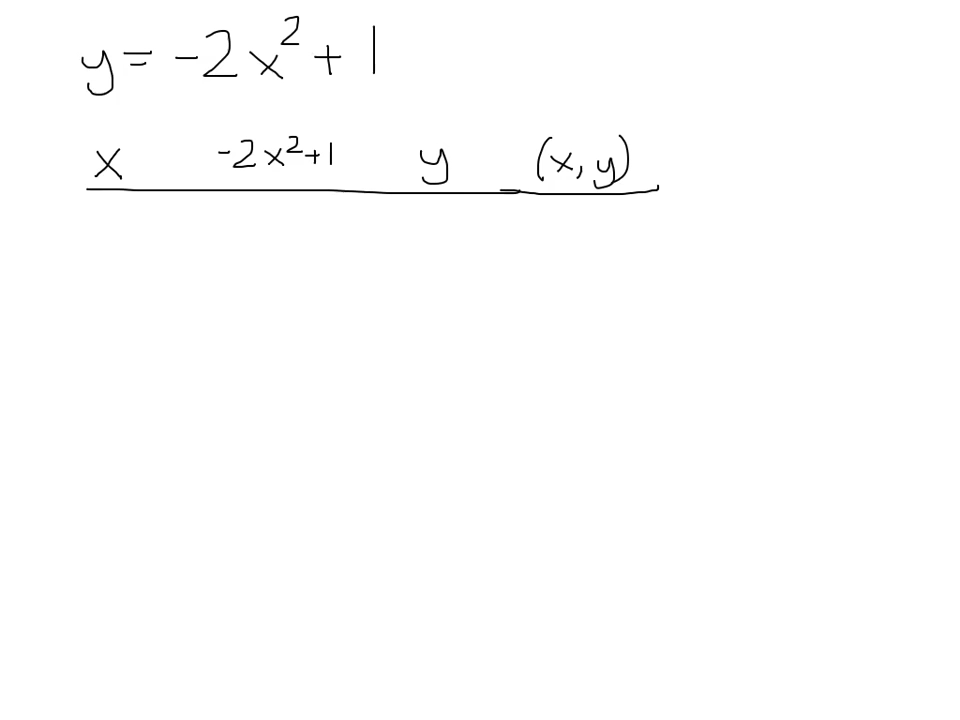 y = -2x² + 1
x -2x²+1 y (x, y)